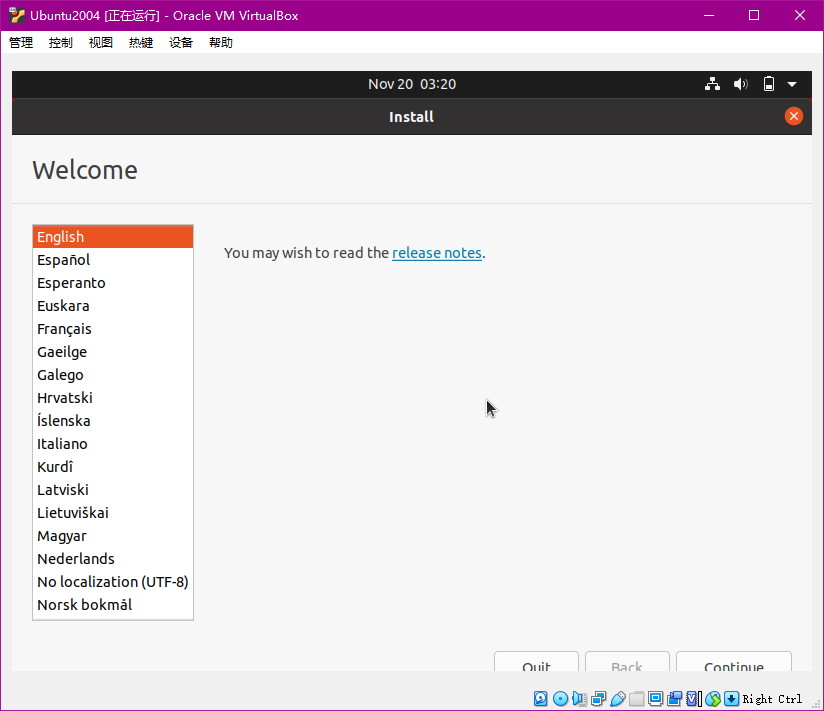 Ubuntu2004 [正在运行] - Oracle VM VirtualBox
管理 控制 视图 热键 设备 帮助
Nov 20 03:20
Install
Welcome
English
Español
Esperanto
Euskara
Français
Gaeilge
Galego
Hrvatski
Íslenska
Italiano
Kurdî
Latviski
Lietuviškai
Magyar
Nederlands
No localization (UTF-8)
Norsk bokmål
You may wish to read the release notes.
Quit Back Continue
Right Ctrl